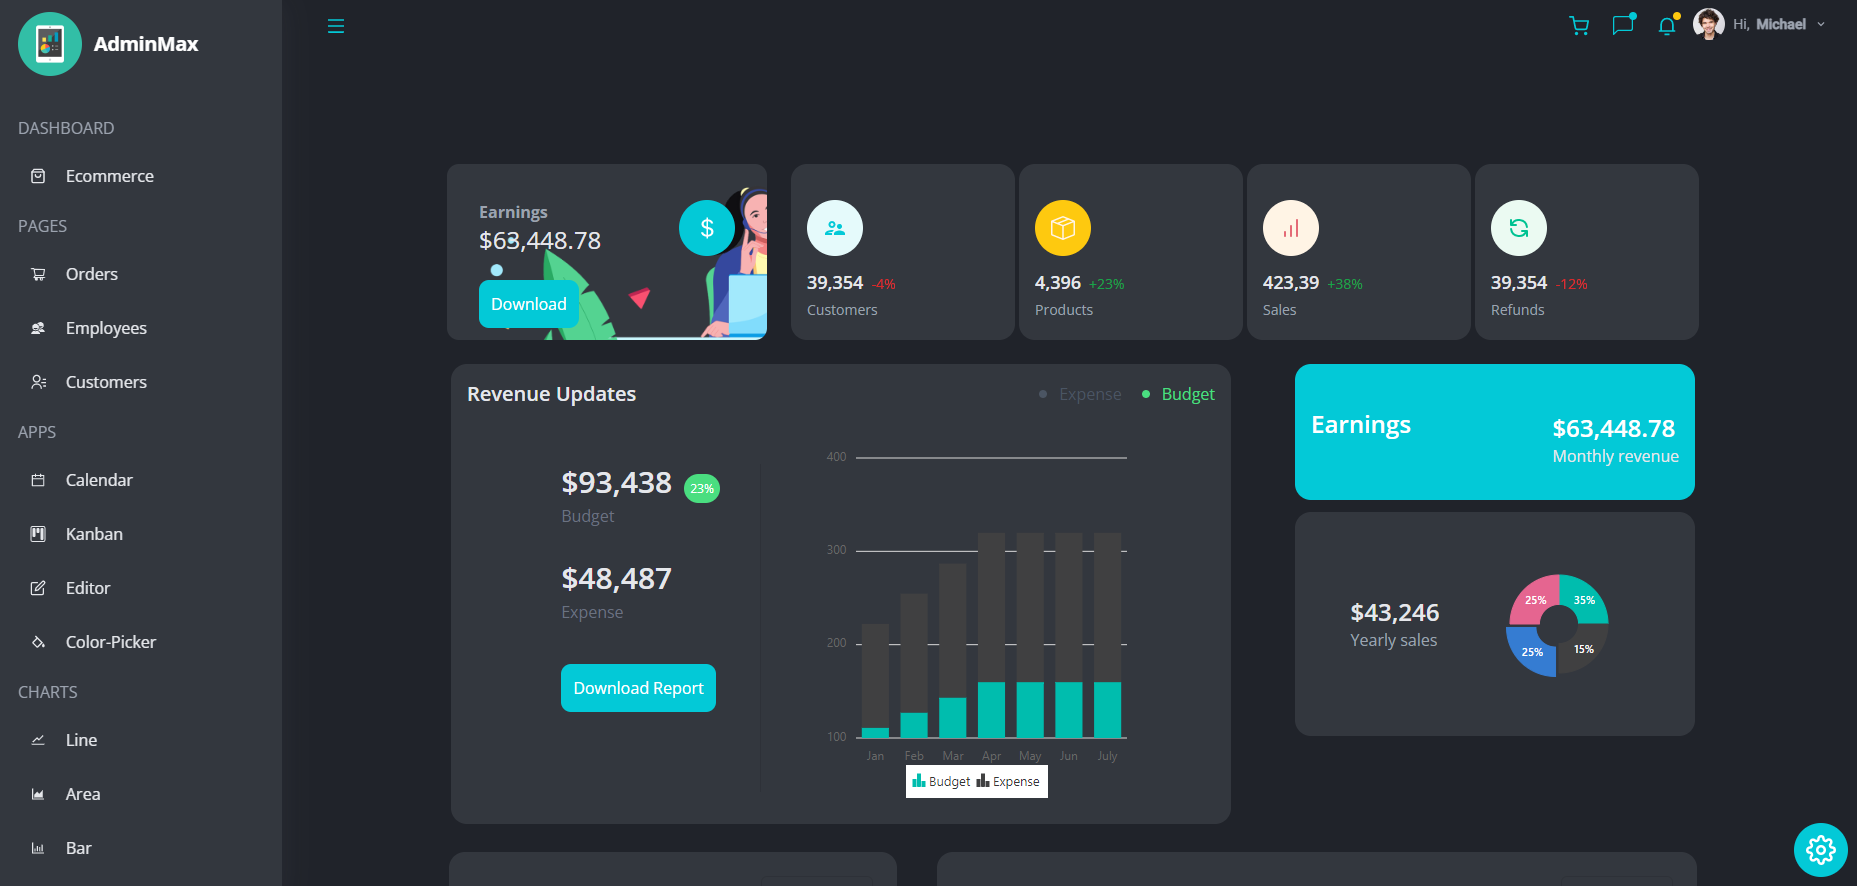 AdminMax
Hi, Michael
DASHBOARD
Ecommerce
PAGES
Orders
Employees
Customers
APPS
Calendar
Kanban
Editor
Color-Picker
CHARTS
Line
Area
Bar
Earnings
$63,448.78
Download
$
39,354 -4%
Customers
4,396 +23%
Products
423,39 +38%
Sales
39,354 -12%
Refunds
Revenue Updates
Expense
Budget
$93,438 23%
Budget
$48,487
Expense
Download Report
400
300
200
100
Jan Feb Mar Apr May Jun July
Budget Expense
Earnings
$63,448.78
Monthly revenue
$43,246
Yearly sales
25% 35%
25% 15%